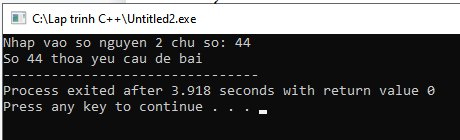 C:\Lap trinh C++\Untitled2.exe
Nhap vao so nguyen 2 chu so: 44
So 44 thoa yeu cau de bai
--------------------------------
Process exited after 3.918 seconds with return value 0
Press any key to continue . . .